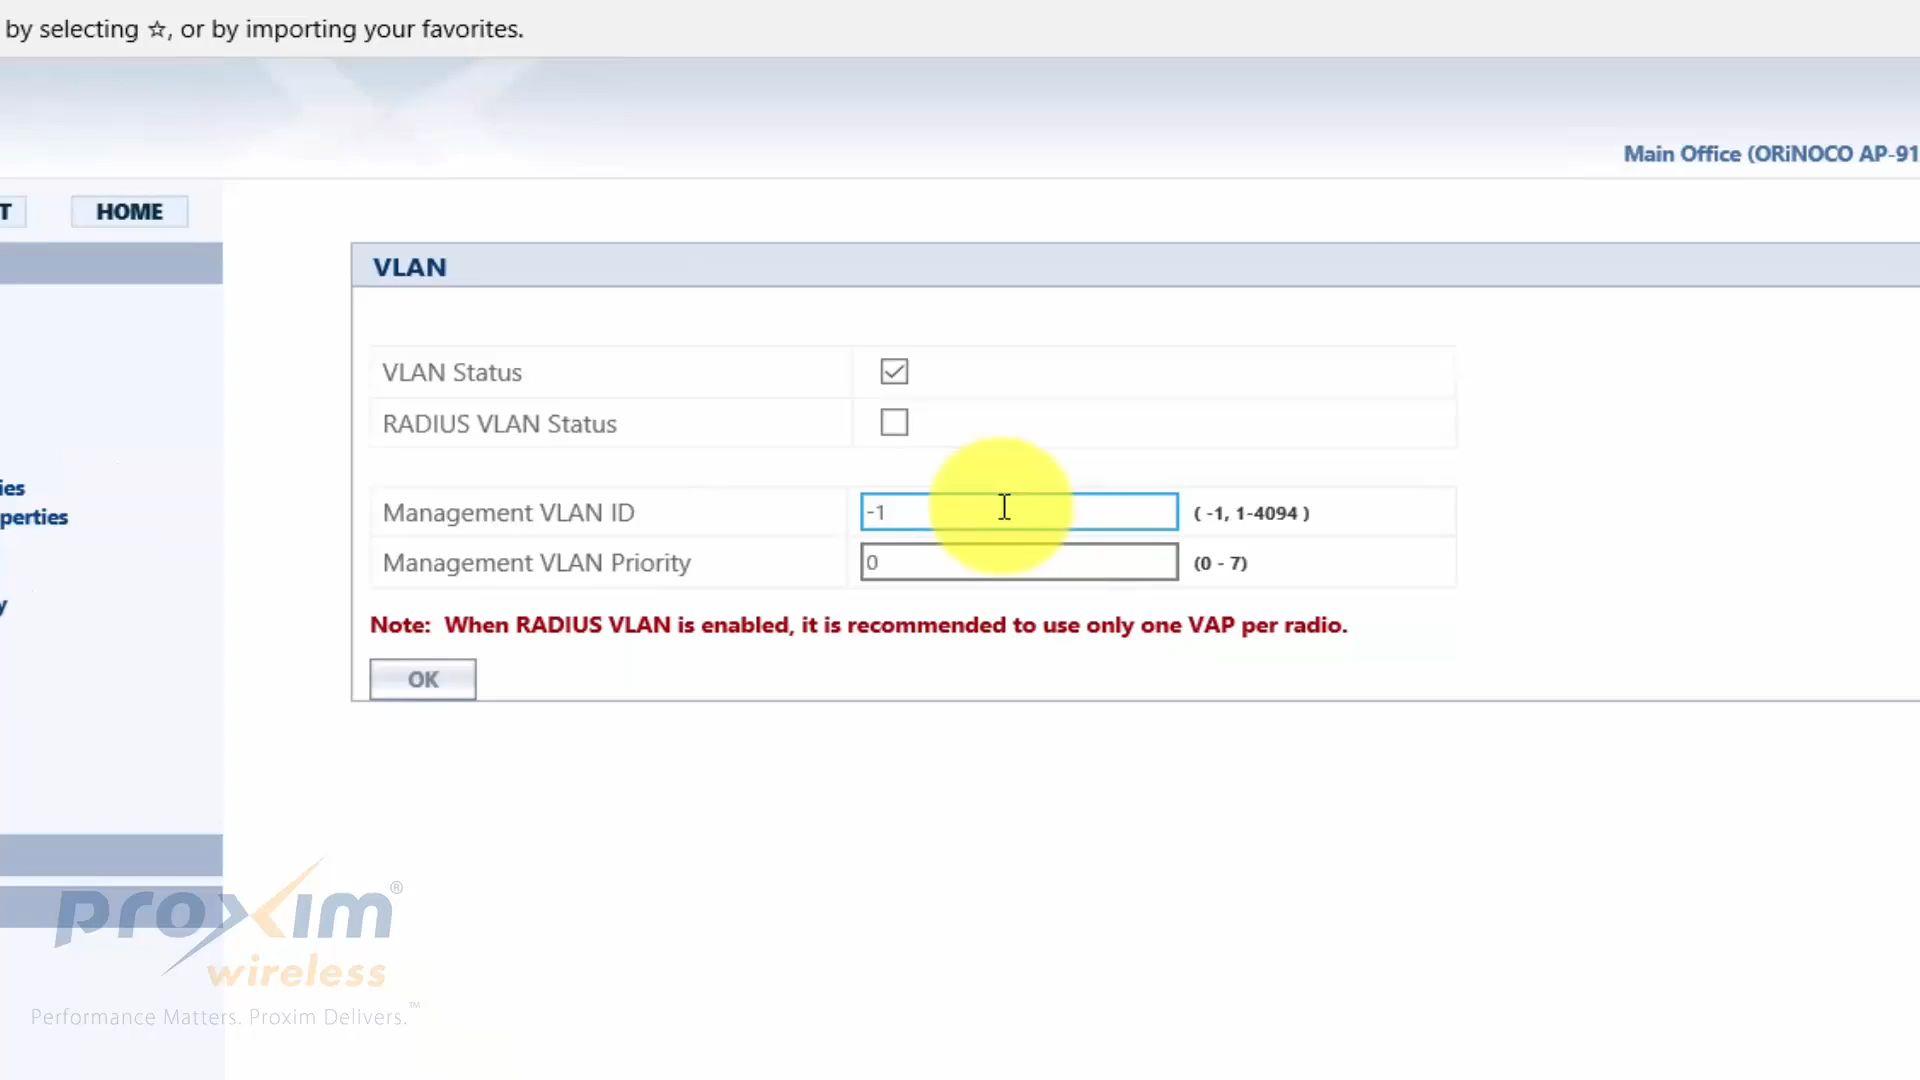 by selecting ☆, or by importing your favorites.
Main Office (ORiNOCO AP-91
T
HOME
VLAN
VLAN Status
RADIUS VLAN Status
ies
perties
Management VLAN ID
-1
( -1, 1-4094 )
Management VLAN Priority
0
(0 - 7)
y
Note: When RADIUS VLAN is enabled, it is recommended to use only one VAP per radio.
OK
proxim®
wireless
Performance Matters. Proxim Delivers.™